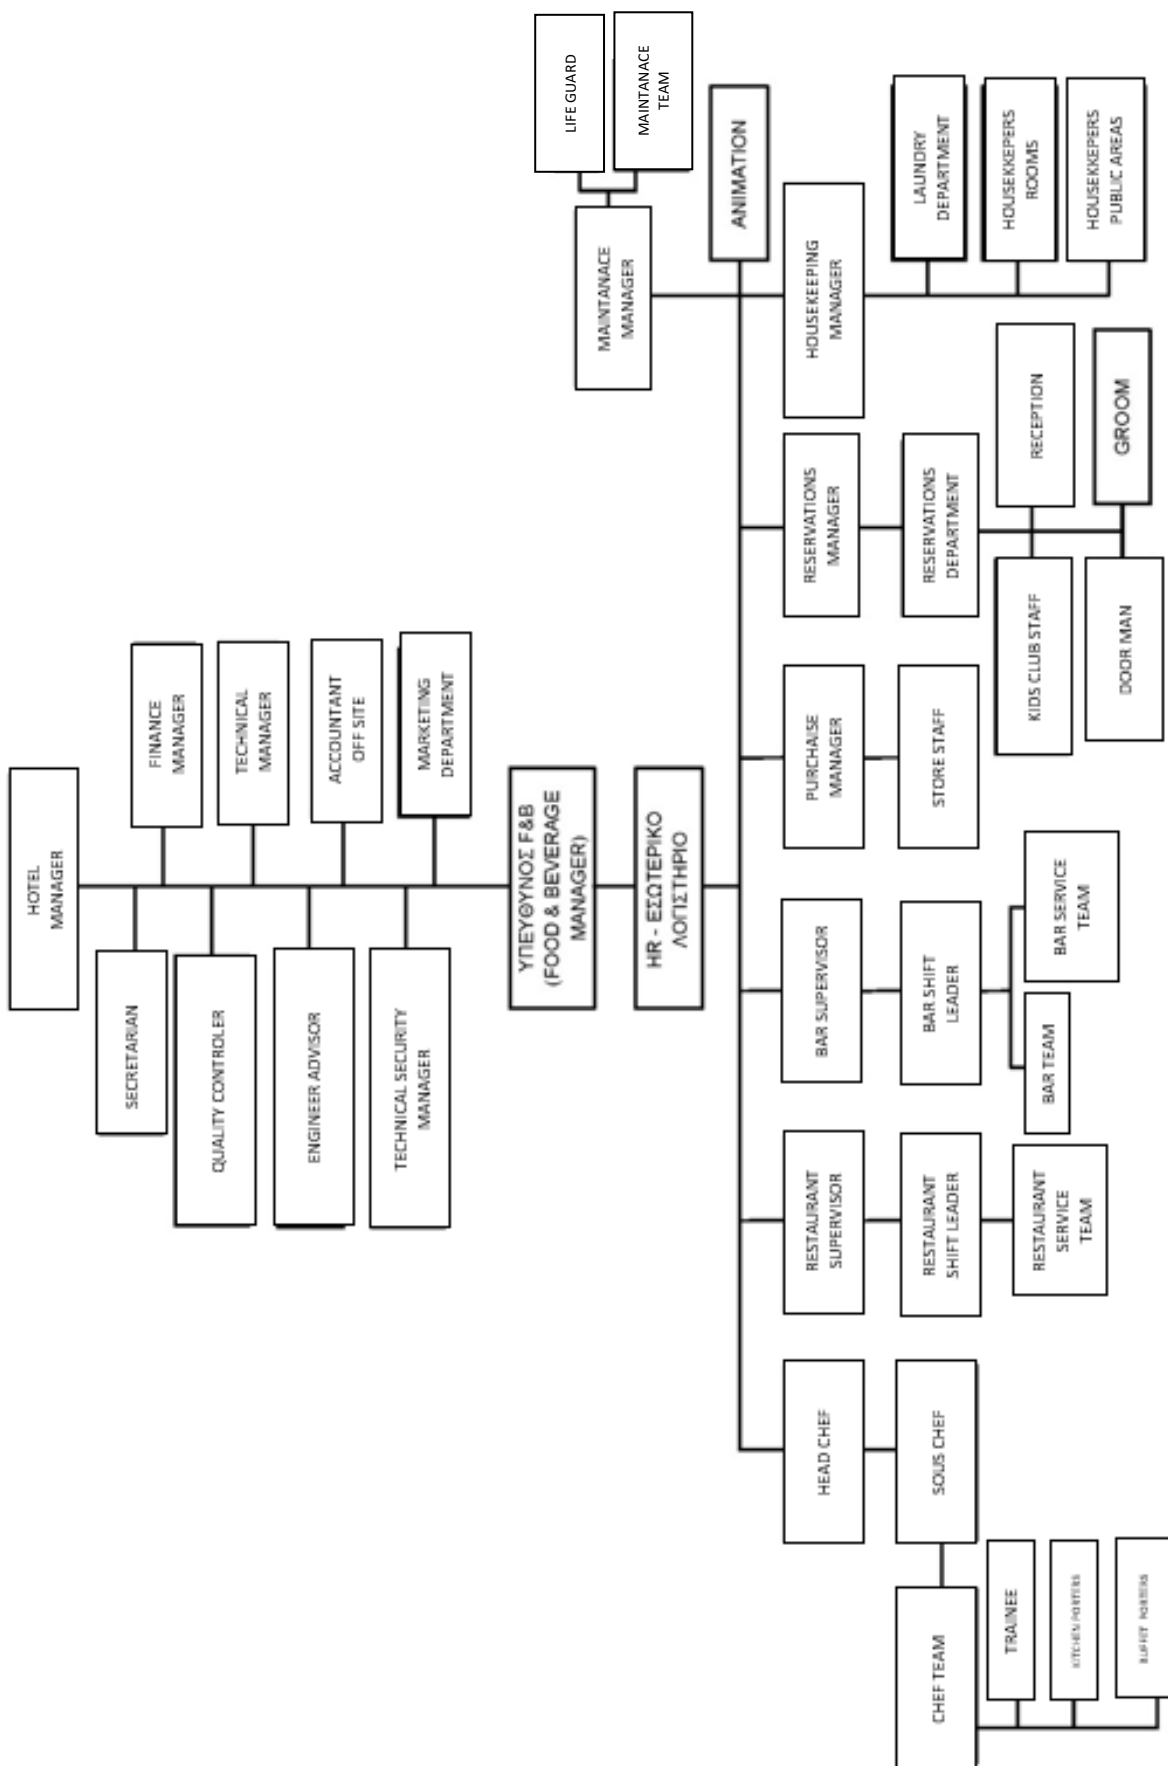 HOTEL
MANAGER
SECRETARIAN
FINANCE
MANAGER
QUALITY CONTROLER
TECHNICAL
MANAGER
ENGINEER ADVISOR
ACCOUNTANT
OFF SITE
TECHNICAL SECURITY
MANAGER
MARKETING
DEPARTMENT
ΥΠΕΥΘΥΝΟΣ F&B
(FOOD & BEVERAGE
MANAGER)
HR - ΕΣΩΤΕΡΙΚΟ
ΛΟΓΙΣΤΗΡΙΟ
HEAD CHEF
SOUS CHEF
CHEF TEAM
TRAINEE
KITCHEN PORTERS
BUFFET PORTERS
RESTAURANT
SUPERVISOR
RESTAURANT
SHIFT LEADER
RESTAURANT
SERVICE
TEAM
BAR SUPERVISOR
BAR SHIFT
LEADER
BAR TEAM
BAR SERVICE
TEAM
PURCHAISE
MANAGER
STORE STAFF
RESERVATIONS
MANAGER
RESERVATIONS
DEPARTMENT
KIDS CLUB STAFF
RECEPTION
DOOR MAN
GROOM
HOUSEKEEPING
MANAGER
LAUNDRY
DEPARTMENT
HOUSEKKEPERS
ROOMS
HOUSEKKEPERS
PUBLIC AREAS
ANIMATION
MAINTANACE
MANAGER
LIFE GUARD
MAINTANACE
TEAM